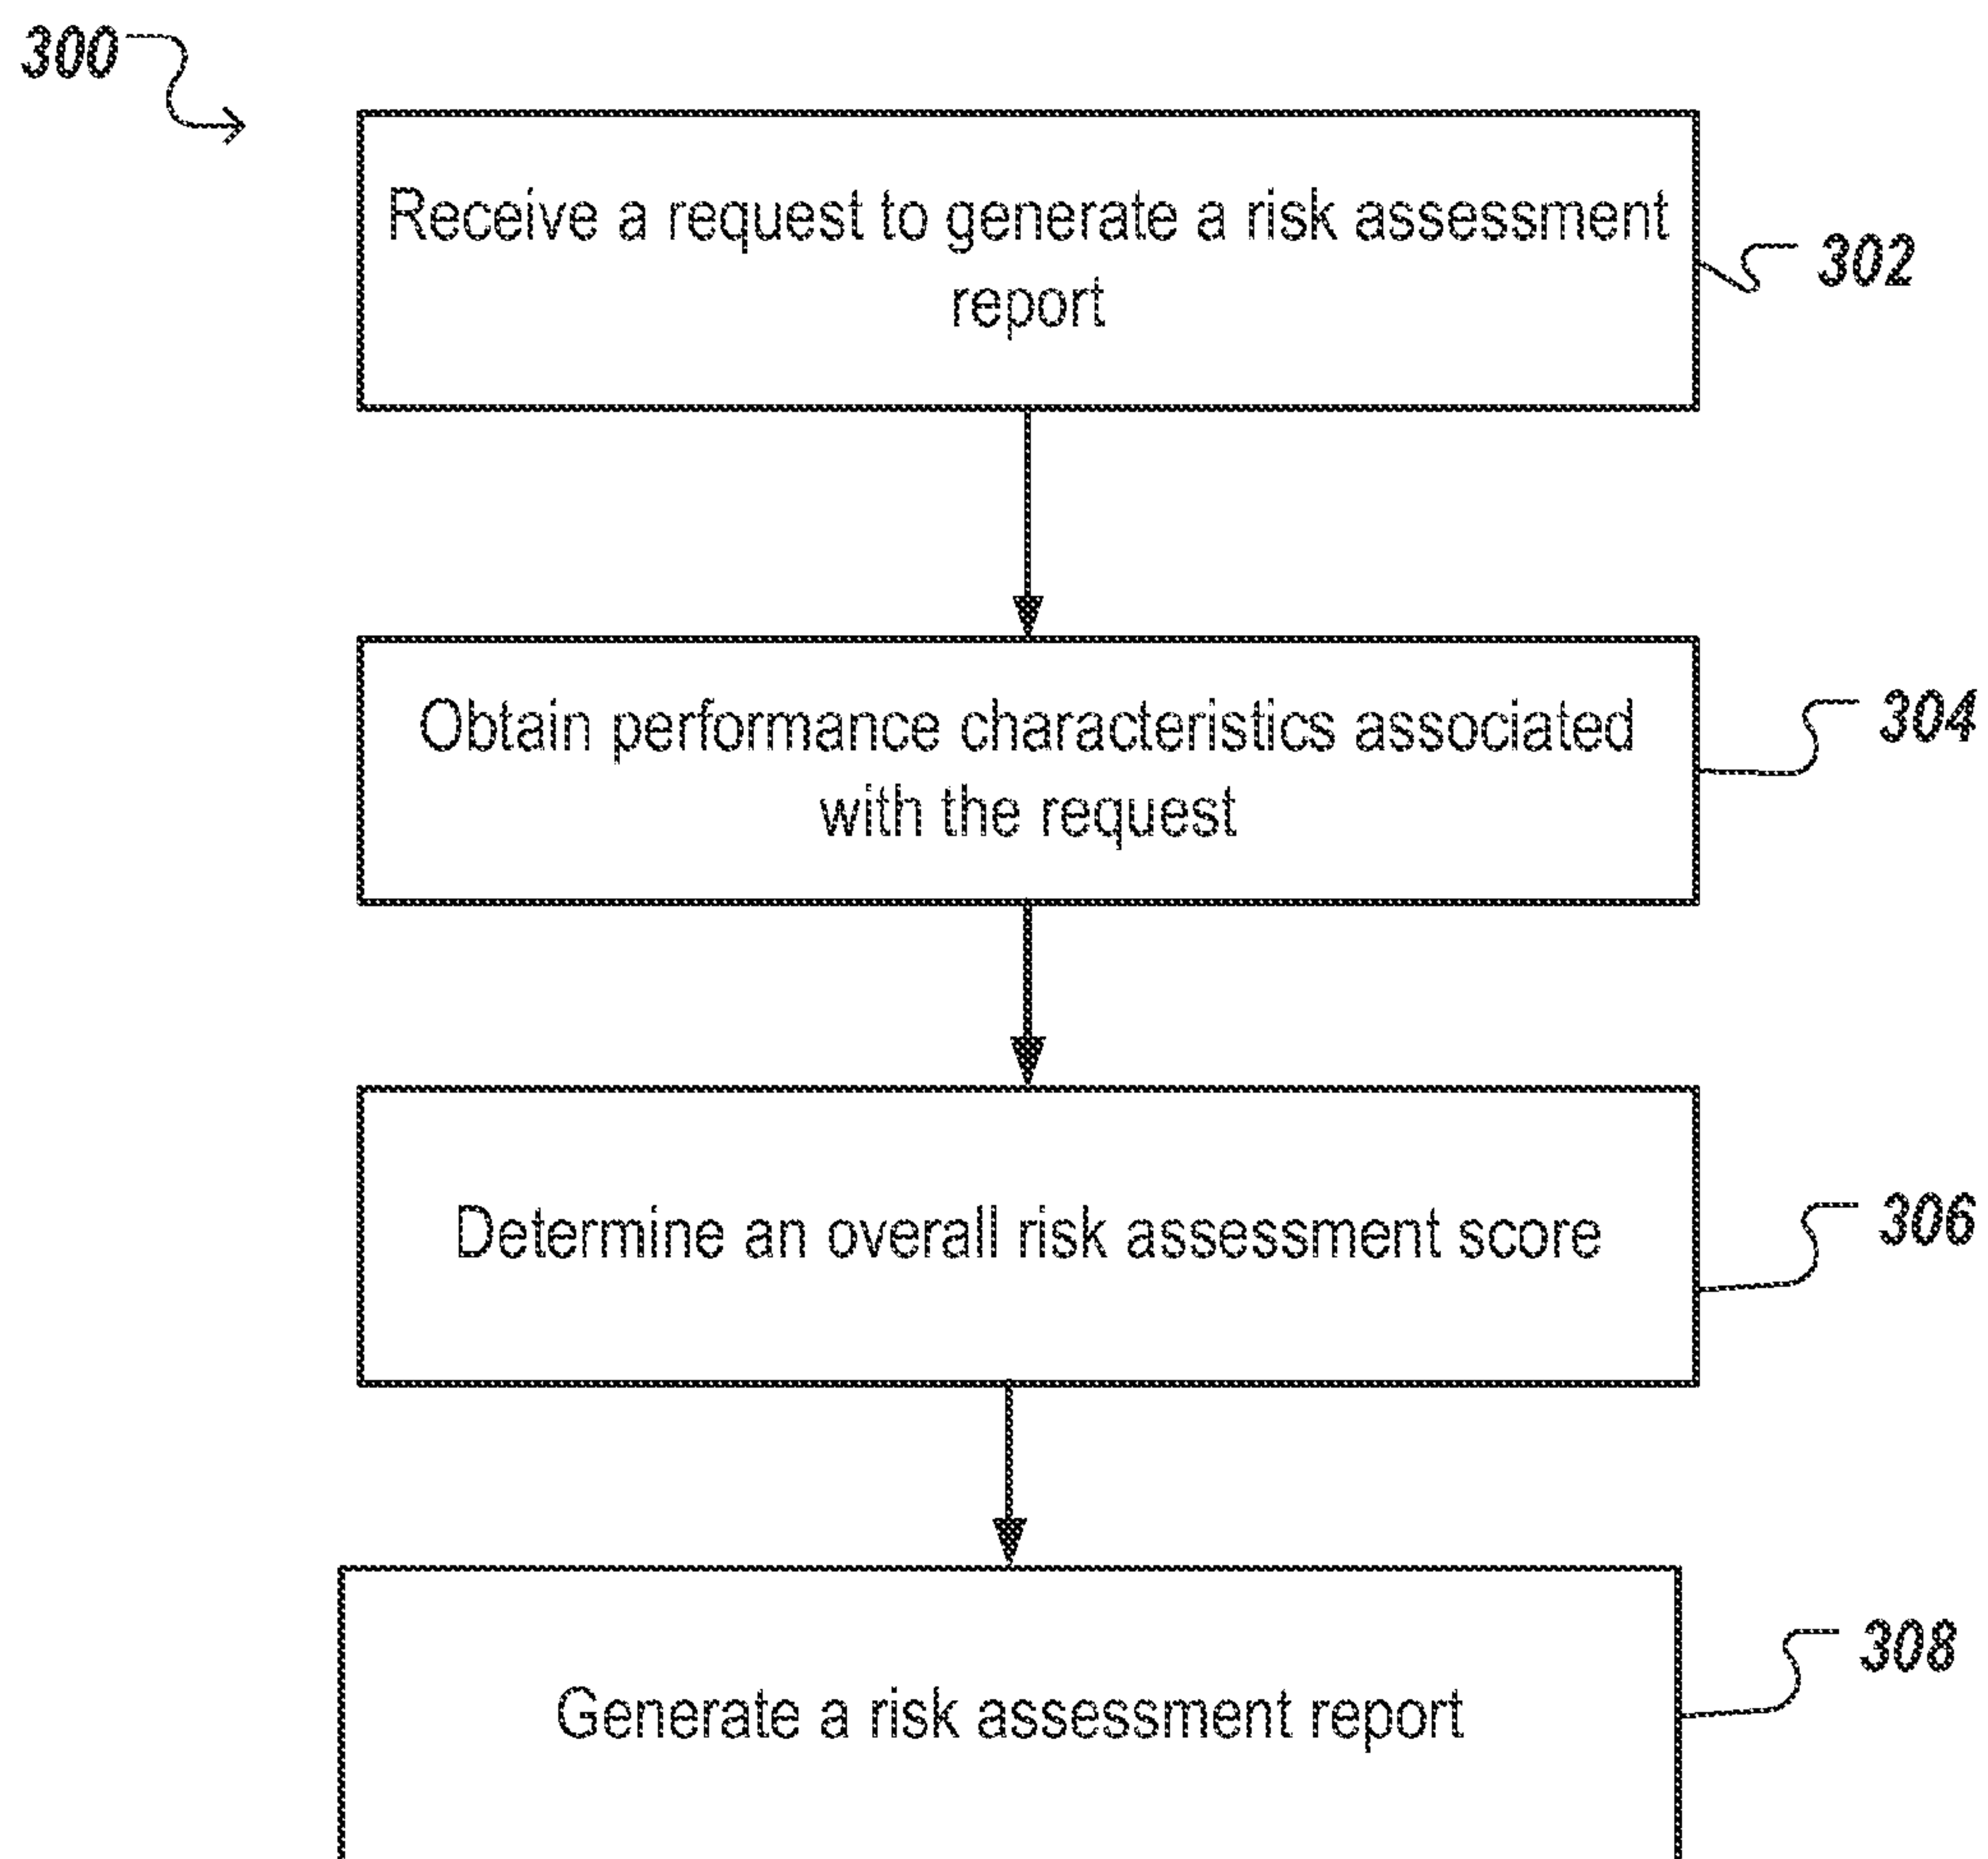 300
Receive a request to generate a risk assessment
report
302
Obtain performance characteristics associated
with the request
304
Determine an overall risk assessment score
306
Generate a risk assessment report
308